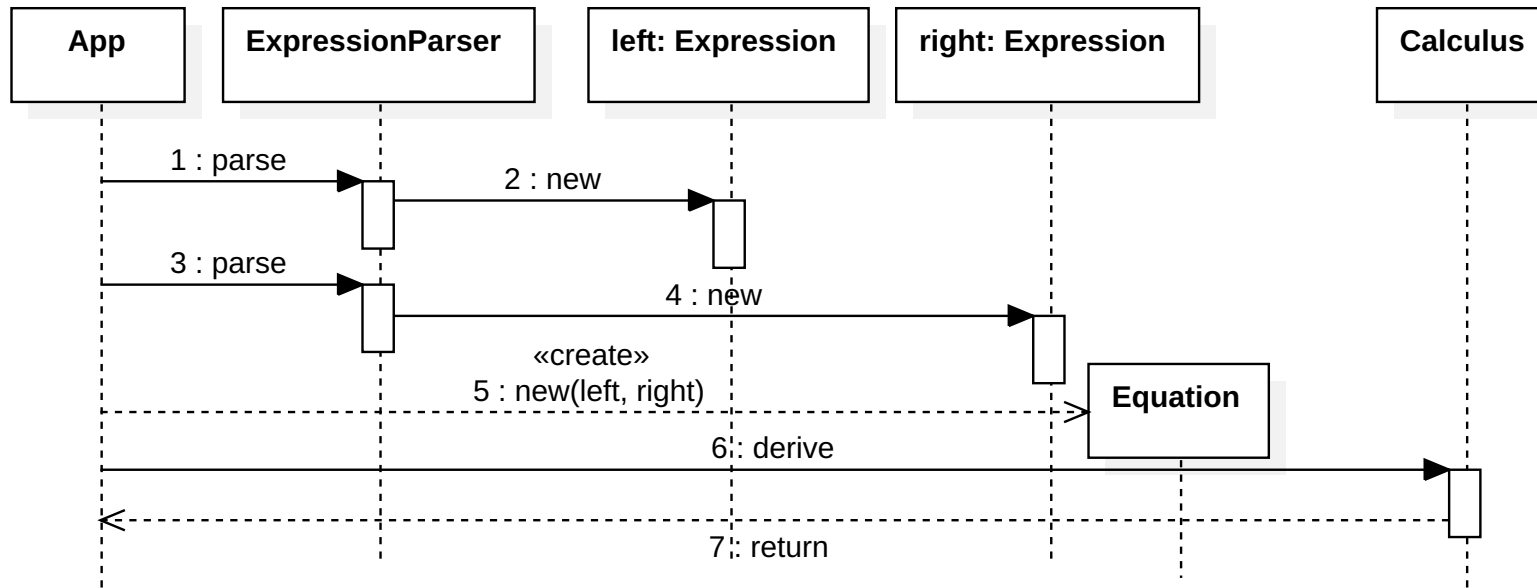 App
ExpressionParser
left: Expression
right: Expression
Calculus
1 : parse
2 : new
3 : parse
4 : new
«create»
5 : new(left, right)
Equation
6 : derive
7 : return